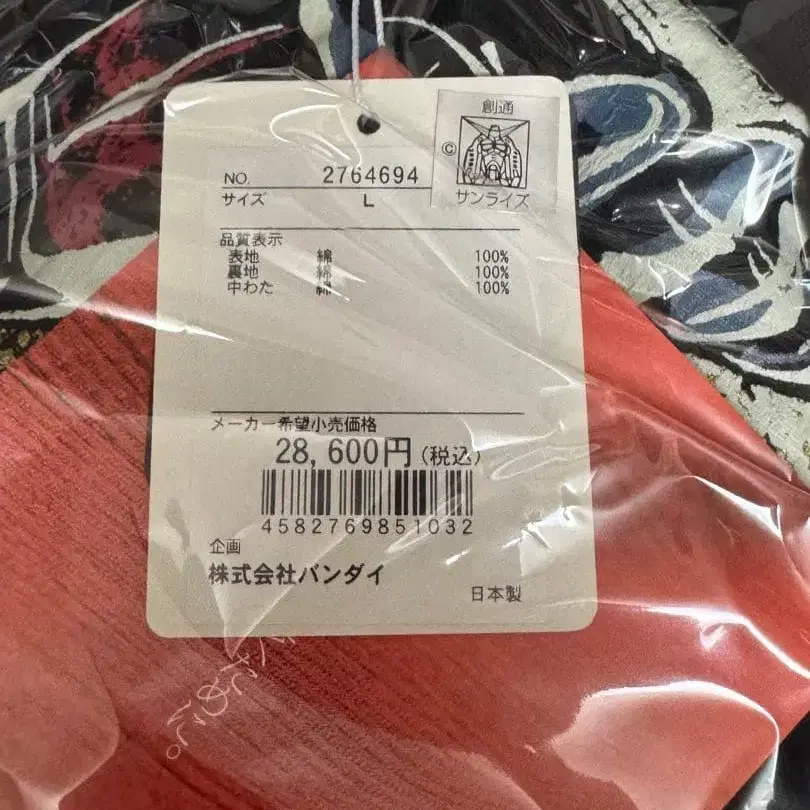 創通
©
サンライズ
NO. 2764694
サイズ L
品質表示
表地 綿 100%
裏地 綿 100%
中わた 綿 100%
メーカー希望小売価格
28,600円(税込)
4582769851032
企画
株式会社バンダイ
日本製